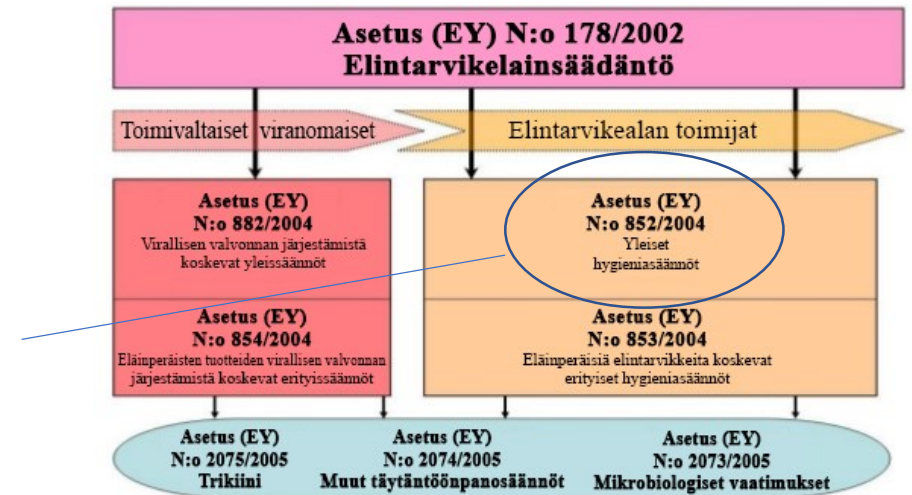 Asetus (EY) N:o 178/2002
Elintarvikelainsäädäntö
Toimivaltaiset viranomaiset
Elintarvikealan toimijat
Asetus (EY)
N:o 882/2004
Virallisen valvonnan järjestämistä
koskevat yleissäännöt
Asetus (EY)
N:o 852/2004
Yleiset
hygieniasäännöt
Asetus (EY)
N:o 854/2004
Eläinperäisten tuotteiden virallisen valvonnan
järjestämistä koskevat erityissäännöt
Asetus (EY)
N:o 853/2004
Eläinperäisiä elintarvikkeita koskevat
erityiset hygieniasäännöt
Asetus (EY)
N:o 2075/2005
Trikiini
Asetus (EY)
N:o 2074/2005
Muut täytäntöönpanosäännöt
Asetus (EY)
N:o 2073/2005
Mikrobiologiset vaatimukset